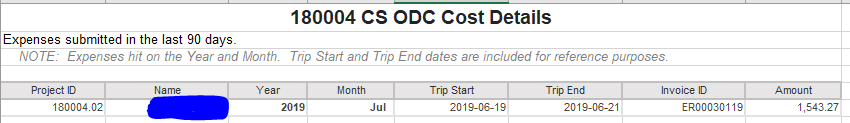 180004 CS ODC Cost Details
Expenses submitted in the last 90 days.
NOTE: Expenses hit on the Year and Month. Trip Start and Trip End dates are included for reference purposes.
Project ID Name Year Month Trip Start Trip End Invoice ID Amount
180004.02 2019 Jul 2019-06-19 2019-06-21 ER00030119 1,543.27